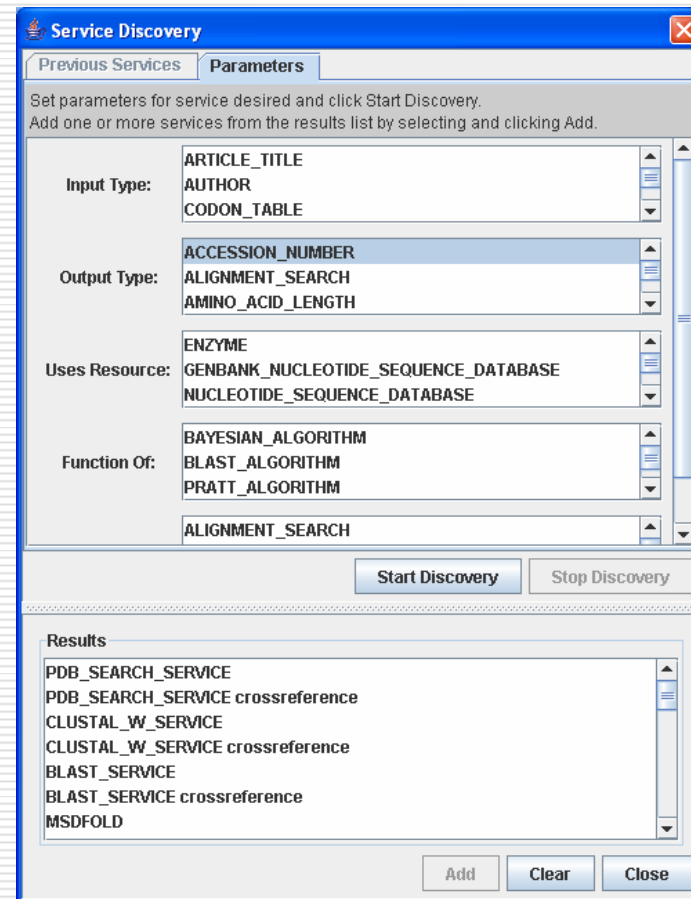 Service Discovery
Previous Services Parameters
Set parameters for service desired and click Start Discovery.
Add one or more services from the results list by selecting and clicking Add.
Input Type:
ARTICLE_TITLE
AUTHOR
CODON_TABLE
Output Type:
ACCESSION_NUMBER
ALIGNMENT_SEARCH
AMINO_ACID_LENGTH
Uses Resource:
ENZYME
GENBANK_NUCLEOTIDE_SEQUENCE_DATABASE
NUCLEOTIDE_SEQUENCE_DATABASE
Function Of:
BAYESIAN_ALGORITHM
BLAST_ALGORITHM
PRATT_ALGORITHM
ALIGNMENT_SEARCH
Start Discovery Stop Discovery
Results
PDB_SEARCH_SERVICE
PDB_SEARCH_SERVICE crossreference
CLUSTAL_W_SERVICE
CLUSTAL_W_SERVICE crossreference
BLAST_SERVICE
BLAST_SERVICE crossreference
MSDFOLD
Add Clear Close